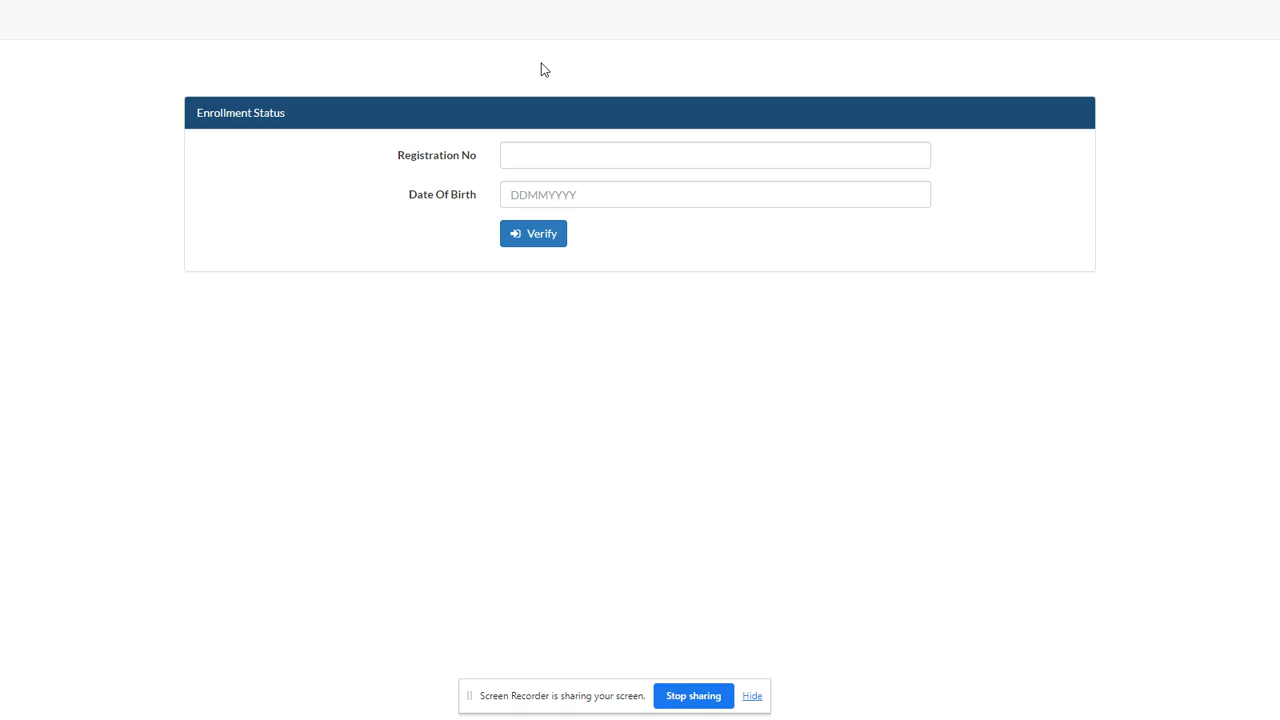 Enrollment Status
Registration No
Date Of Birth DDMMYYYY
Verify
Screen Recorder is sharing your screen. Stop sharing Hide